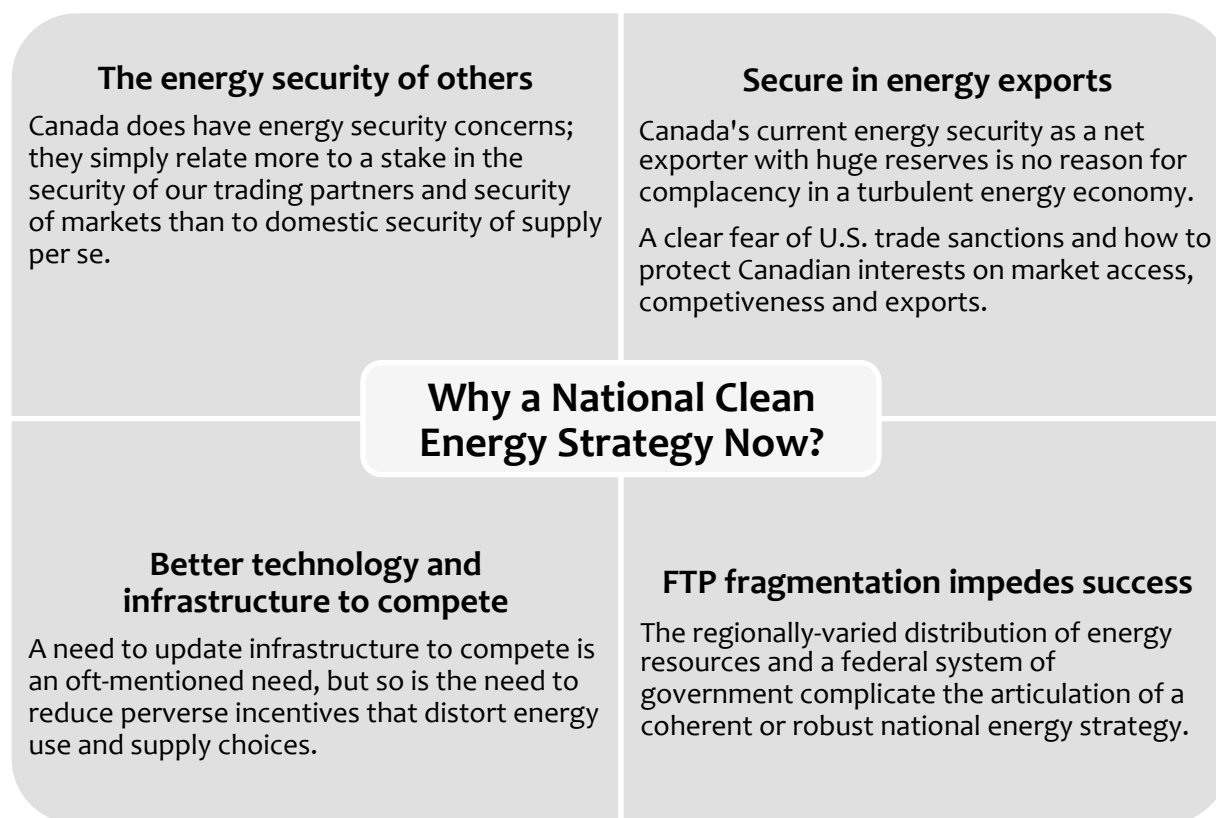 The energy security of others
Canada does have energy security concerns;
they simply relate more to a stake in the
security of our trading partners and security
of markets than to domestic security of supply
per se.
Secure in energy exports
Canada's current energy security as a net
exporter with huge reserves is no reason for
complacency in a turbulent energy economy.
A clear fear of U.S. trade sanctions and how to
protect Canadian interests on market access,
competiveness and exports.
Why a National Clean
Energy Strategy Now?
Better technology and
infrastructure to compete
A need to update infrastructure to compete is
an oft-mentioned need, but so is the need to
reduce perverse incentives that distort energy
use and supply choices.
FTP fragmentation impedes success
The regionally-varied distribution of energy
resources and a federal system of
government complicate the articulation of a
coherent or robust national energy strategy.